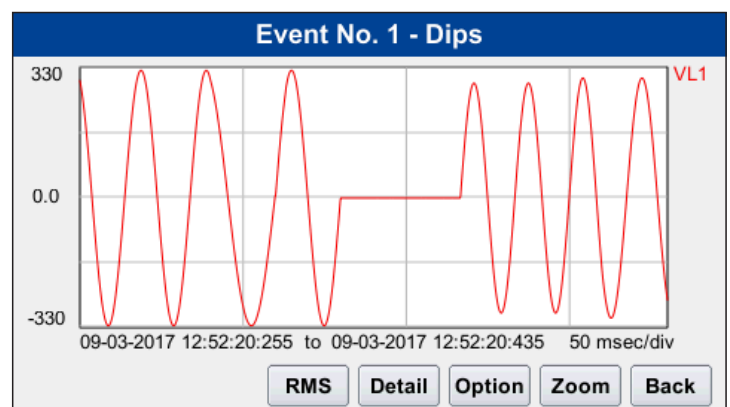 Event No. 1 - Dips
330
VL1
0.0
-330
09-03-2017 12:52:20:255 to 09-03-2017 12:52:20:435 50 msec/div
RMS Detail Option Zoom Back